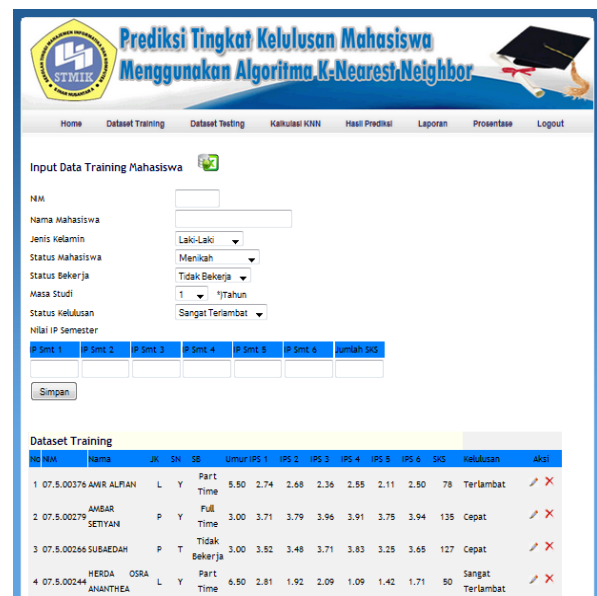 Prediksi Tingkat Kelulusan Mahasiswa
Menggunakan Algoritma K-Nearest Neighbor
STMIK
Home Dataset Training Dataset Testing Kalkulasi KNN Hasil Prediksi Laporan Prosentase Logout
Input Data Training Mahasiswa
NIM
Nama Mahasiswa
Jenis Kelamin Laki-Laki
Status Mahasiswa Menikah
Status Bekerja Tidak Bekerja
Masa Studi 1 *)Tahun
Status Kelulusan Sangat Terlambat
Nilai IP Semester
IP Smt 1 IP Smt 2 IP Smt 3 IP Smt 4 IP Smt 5 IP Smt 6 Jumlah SKS
Simpan
Dataset Training
No NIM Nama JK SN SB Umur IPS 1 IPS 2 IPS 3 IPS 4 IPS 5 IPS 6 SKS Kelulusan Aksi
1 07.5.00376 AMIR ALFIAN L Y Part Time 5.50 2.74 2.68 2.36 2.55 2.11 2.50 78 Terlambat
2 07.5.00279 AMBAR SETIYANI P Y Full Time 3.00 3.71 3.79 3.96 3.91 3.75 3.94 135 Cepat
3 07.5.00266 SUBAEDAH P T Tidak Bekerja 3.00 3.52 3.48 3.71 3.83 3.25 3.65 127 Cepat
4 07.5.00244 HERDA OSRA ANANTHEA L Y Part Time 6.50 2.81 1.92 2.09 1.09 1.42 1.71 50 Sangat Terlambat